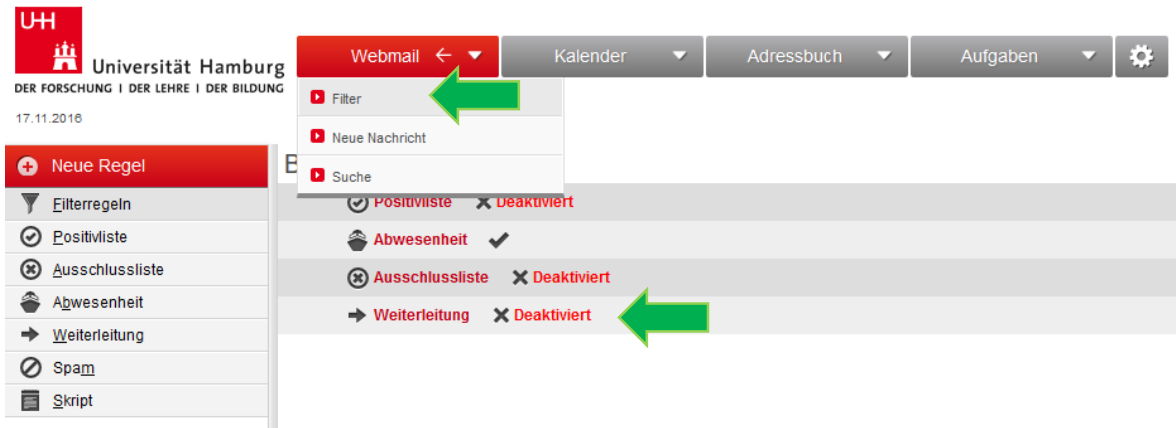 UHH
Universität Hamburg
DER FORSCHUNG I DER LEHRE I DER BILDUNG
17.11.2016
Webmail
Kalender
Adressbuch
Aufgaben
Filter
Neue Nachricht
Suche
Neue Regel
Filterregeln
Positivliste
Ausschlussliste
Abwesenheit
Weiterleitung
Spam
Skript
Positivliste Deaktiviert
Abwesenheit
Ausschlussliste Deaktiviert
Weiterleitung Deaktiviert